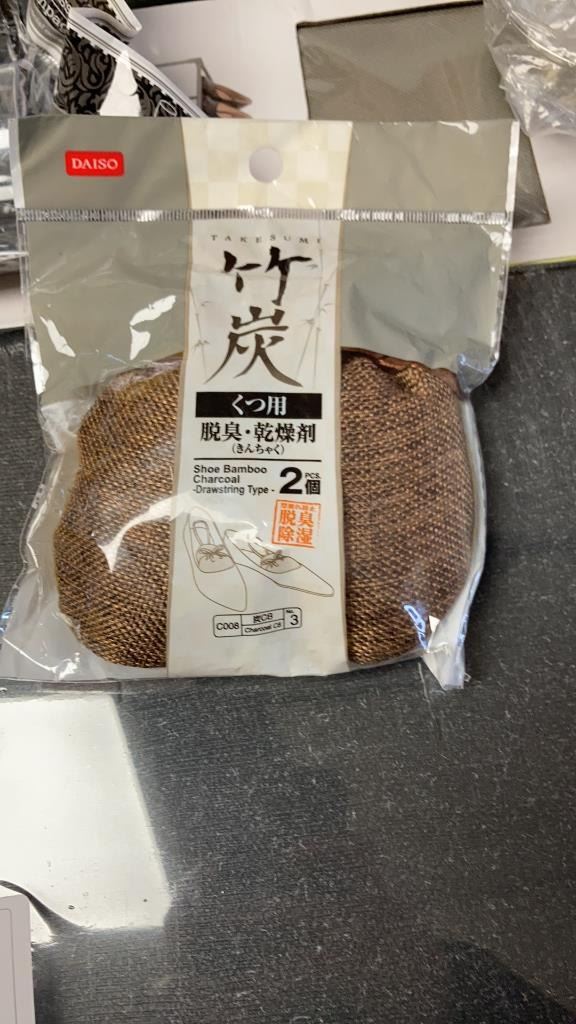 DAISO
TAKESUMI
竹
炭
くつ用
脱臭・乾燥剤
(きんちゃく)
Shoe Bamboo
Charcoal
-Drawstring Type -
2 PCS. 個
脱臭
除湿
C008
炭C8
Charcoal C8
No. 3